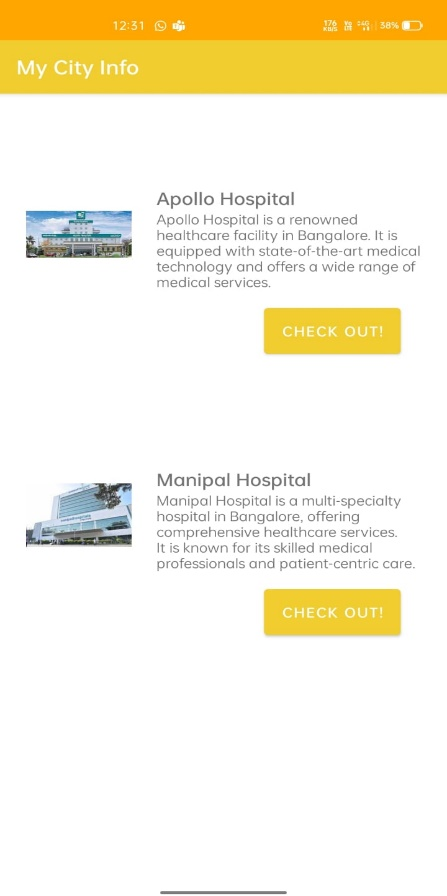 12:31 38%
My City Info
Apollo Hospital
Apollo Hospital is a renowned
healthcare facility in Bangalore. It is
equipped with state-of-the-art medical
technology and offers a wide range of
medical services.
CHECK OUT!
Manipal Hospital
Manipal Hospital is a multi-specialty
hospital in Bangalore, offering
comprehensive healthcare services.
It is known for its skilled medical
professionals and patient-centric care.
CHECK OUT!